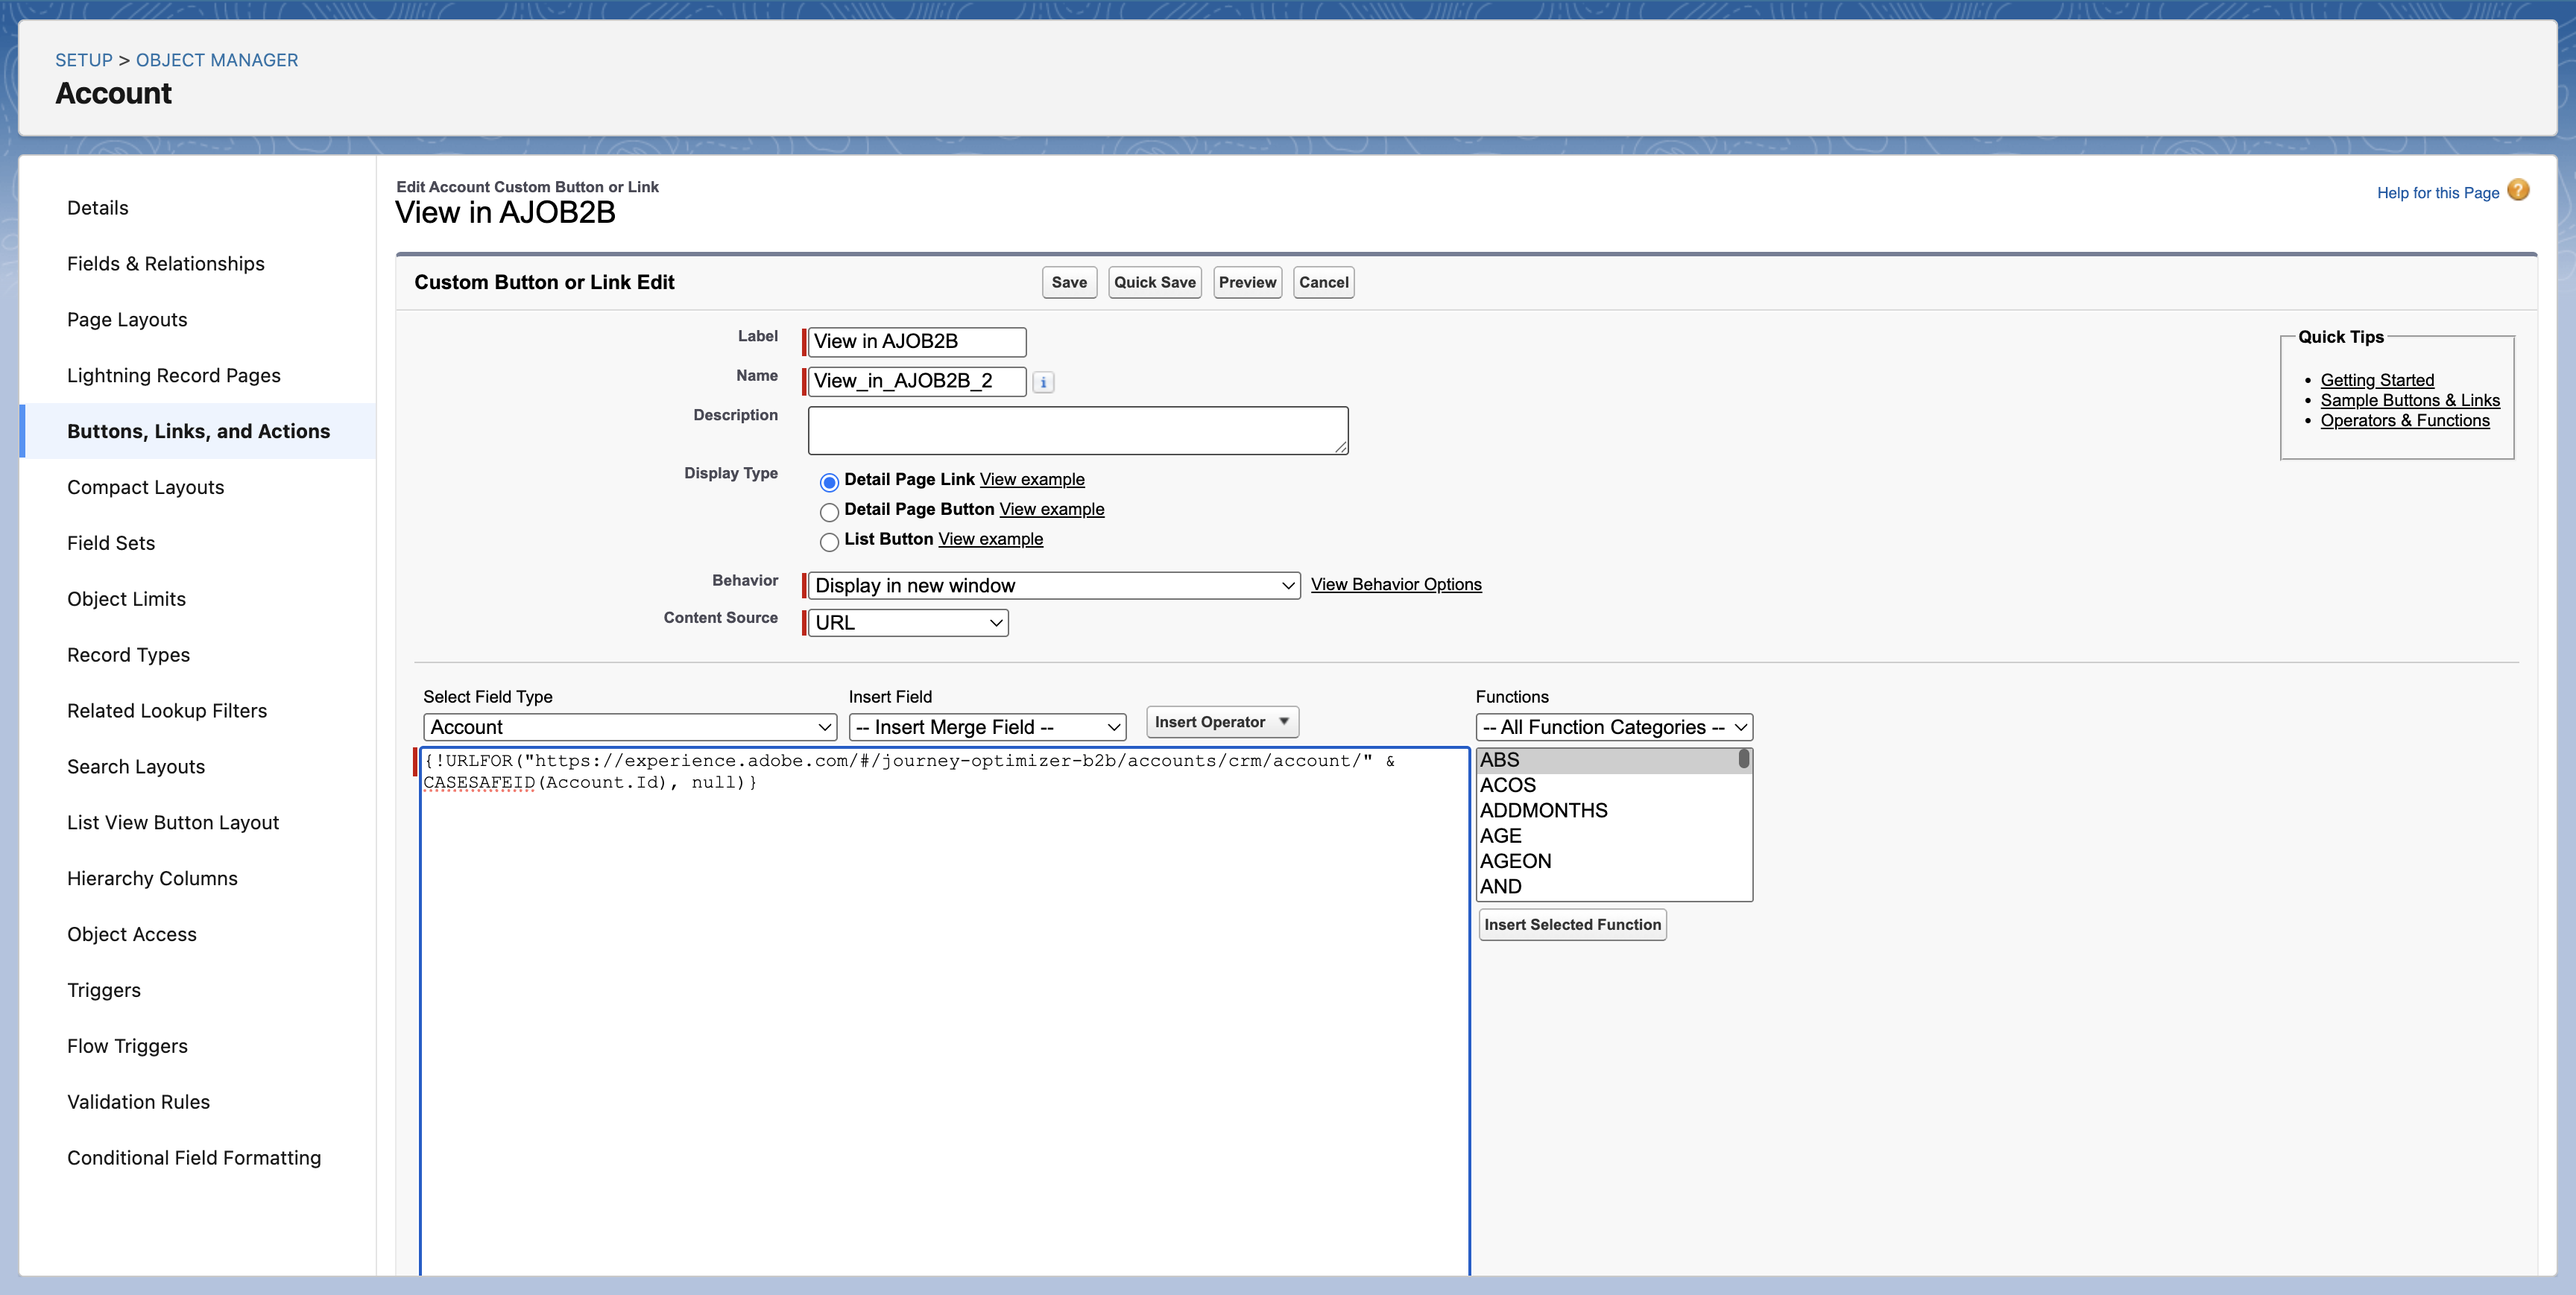 SETUP > OBJECT MANAGER
Account
Details
Fields & Relationships
Page Layouts
Lightning Record Pages
Buttons, Links, and Actions
Compact Layouts
Field Sets
Object Limits
Record Types
Related Lookup Filters
Search Layouts
List View Button Layout
Hierarchy Columns
Object Access
Triggers
Flow Triggers
Validation Rules
Conditional Field Formatting
Edit Account Custom Button or Link
View in AJOB2B
Help for this Page ?
Custom Button or Link Edit
Save Quick Save Preview Cancel
Label View in AJOB2B
Name View_in_AJOB2B_2 i
Description
Display Type
Detail Page Link View example
Detail Page Button View example
List Button View example
Behavior Display in new window View Behavior Options
Content Source URL
Quick Tips
• Getting Started
• Sample Buttons & Links
• Operators & Functions
Select Field Type Insert Field Functions
Account -- Insert Merge Field -- Insert Operator -- All Function Categories --
{!URLFOR("https://experience.adobe.com/#/journey-optimizer-b2b/accounts/crm/account/" &
CASESAFEID(Account.Id), null)}
ABS
ACOS
ADDMONTHS
AGE
AGEON
AND
Insert Selected Function